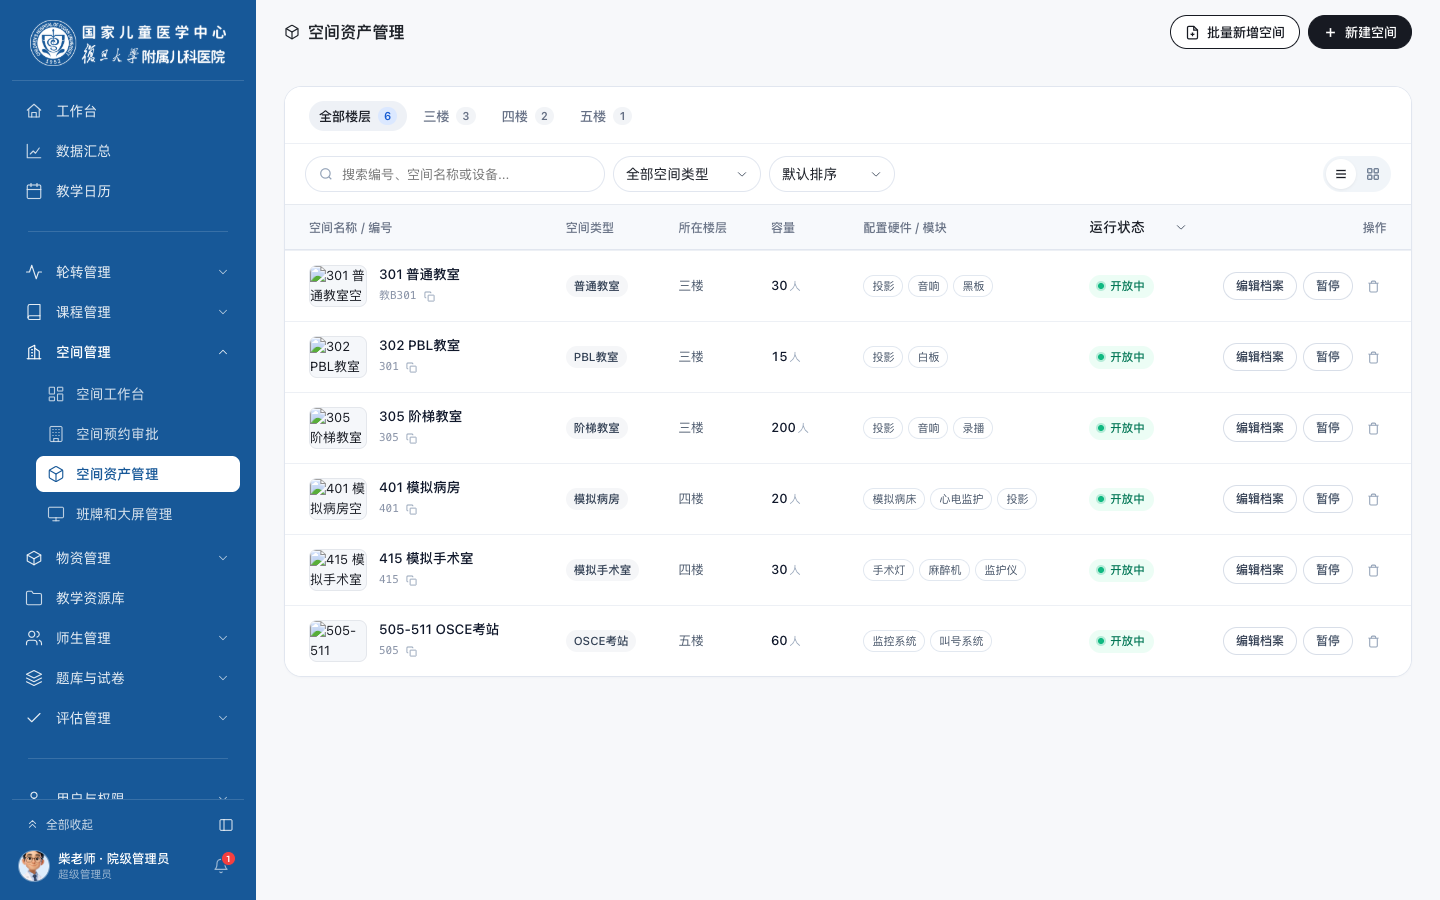 国家儿童医学中心
復旦大学附属儿科医院
工作台
数据汇总
教学日历
轮转管理
课程管理
空间管理
空间工作台
空间预约审批
空间资产管理
班牌和大屏管理
物资管理
教学资源库
师生管理
题库与试卷
评估管理
用户与权限
全部收起
柴老师 · 院级管理员
超级管理员
1
空间资产管理
批量新增空间
新建空间
全部楼层 6 三楼 3 四楼 2 五楼 1
搜索编号、空间名称或设备...
全部空间类型
默认排序
空间名称 / 编号 空间类型 所在楼层 容量 配置硬件 / 模块 运行状态 操作
301 普
通教室空
301 普通教室
教B301
普通教室 三楼 30人 投影 音响 黑板 开放中 编辑档案 暂停
302
PBL教室
302 PBL教室
301
PBL教室 三楼 15人 投影 白板 开放中 编辑档案 暂停
305
阶梯教室
305 阶梯教室
305
阶梯教室 三楼 200人 投影 音响 录播 开放中 编辑档案 暂停
401 模
拟病房空
401 模拟病房
401
模拟病房 四楼 20人 模拟病床 心电监护 投影 开放中 编辑档案 暂停
415 模
拟手术室
415 模拟手术室
415
模拟手术室 四楼 30人 手术灯 麻醉机 监护仪 开放中 编辑档案 暂停
505-
511
505-511 OSCE考站
505
OSCE考站 五楼 60人 监控系统 叫号系统 开放中 编辑档案 暂停